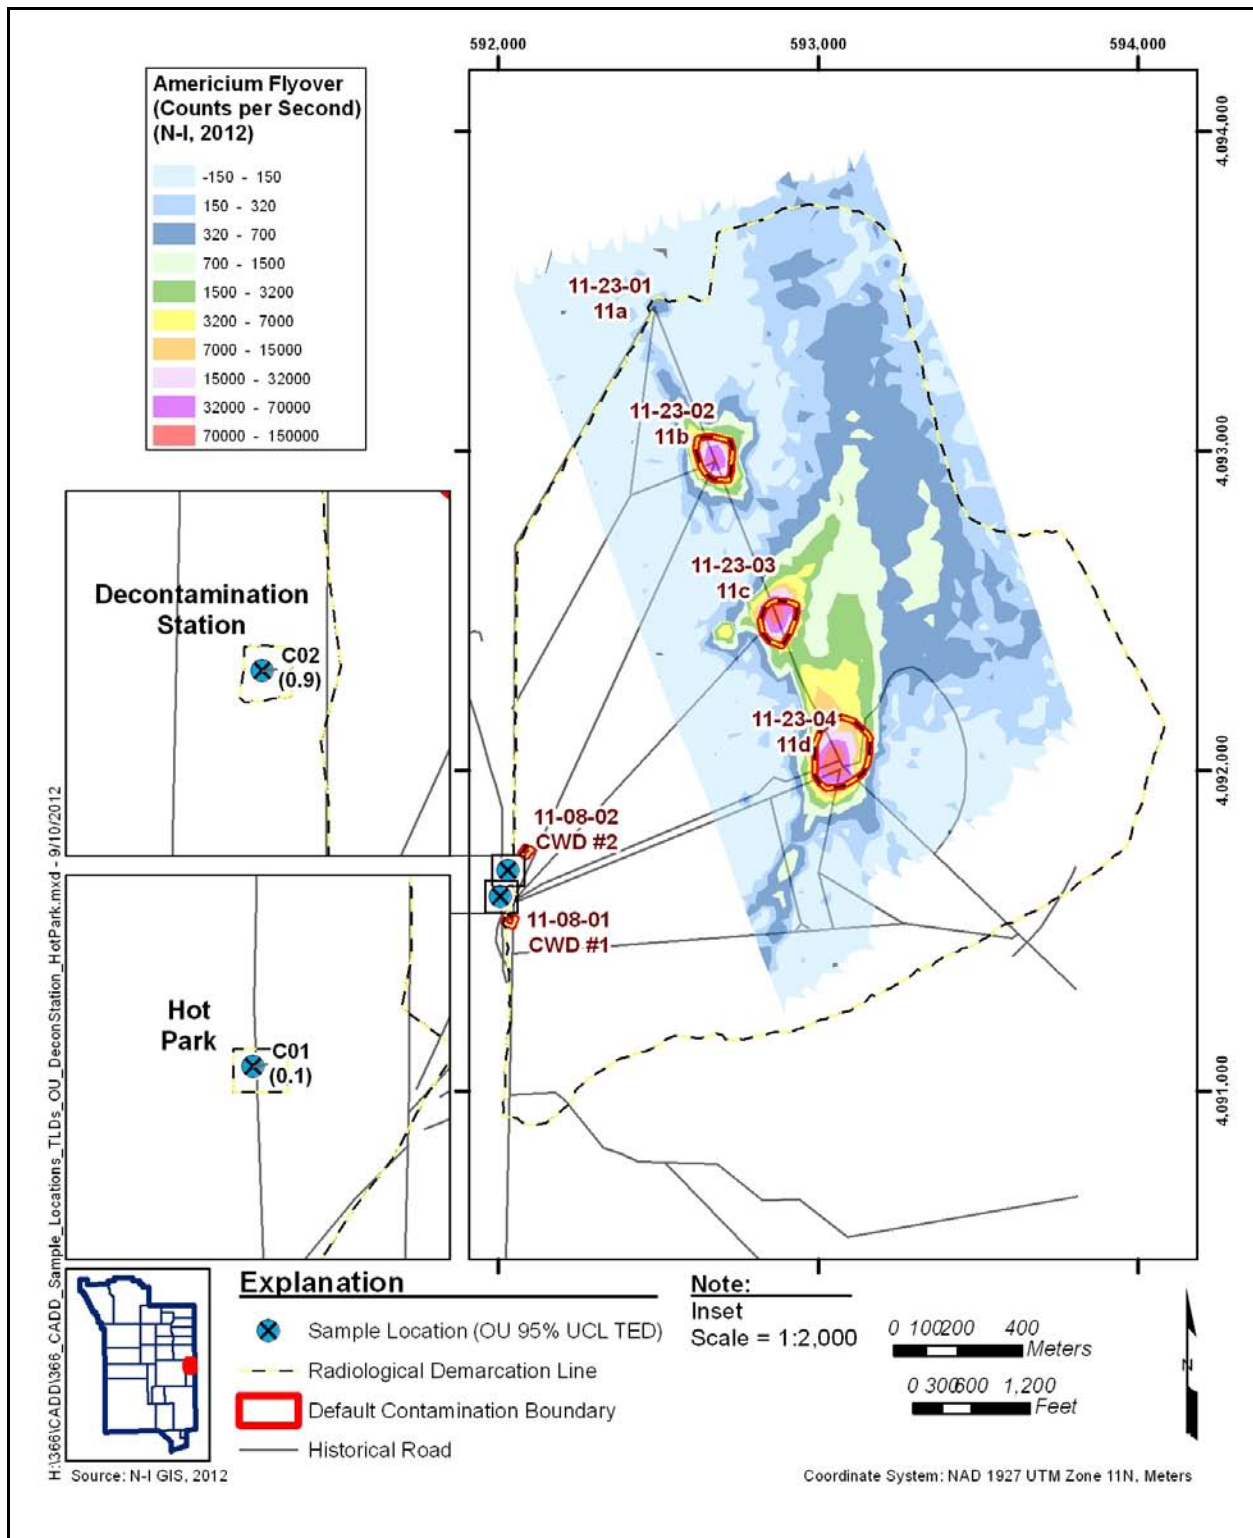 592,000
593,000
594,000
Americium Flyover
(Counts per Second)
(N-I, 2012)
-150 - 150
150 - 320
320 - 700
700 - 1500
1500 - 3200
3200 - 7000
7000 - 15000
15000 - 32000
32000 - 70000
70000 - 150000
4,094,000
4,093,000
4,092,000
4,091,000
11-23-01
11a
11-23-02
11b
11-23-03
11c
11-23-04
11d
11-08-02
CWD #2
11-08-01
CWD #1
Decontamination
Station
C02
(0.9)
Hot
Park
C01
(0.1)
H:\366\CADD\366_CADD_Sample_Locations_TLDs_OU_DeconStation_HotPark.mxd - 9/10/2012
Explanation
Sample Location (OU 95% UCL TED)
Radiological Demarcation Line
Default Contamination Boundary
Historical Road
Note:
Inset
Scale = 1:2,000
0 100200 400
Meters
0 300600 1,200
Feet
N
Source: N-I GIS, 2012
Coordinate System: NAD 1927 UTM Zone 11N, Meters